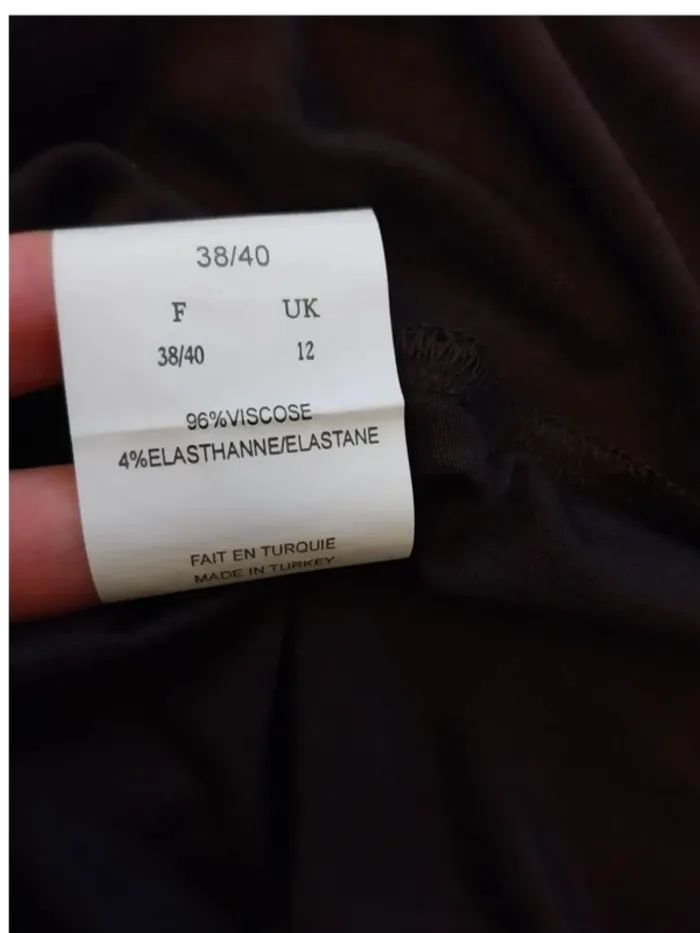 38/40
F UK
38/40 12
96%VISCOSE
4%ELASTHANNE/ELASTANE
FAIT EN TURQUIE
MADE IN TURKEY